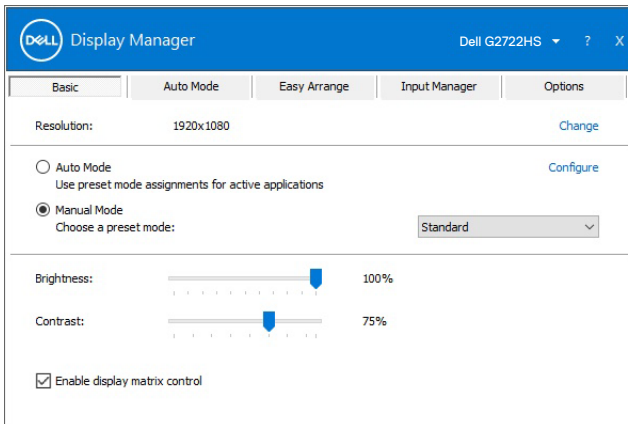 DELL Display Manager Dell G2722HS ? X
Basic Auto Mode Easy Arrange Input Manager Options
Resolution: 1920x1080 Change
Auto Mode Configure
Use preset mode assignments for active applications
Manual Mode
Choose a preset mode: Standard
Brightness: 100%
Contrast: 75%
Enable display matrix control